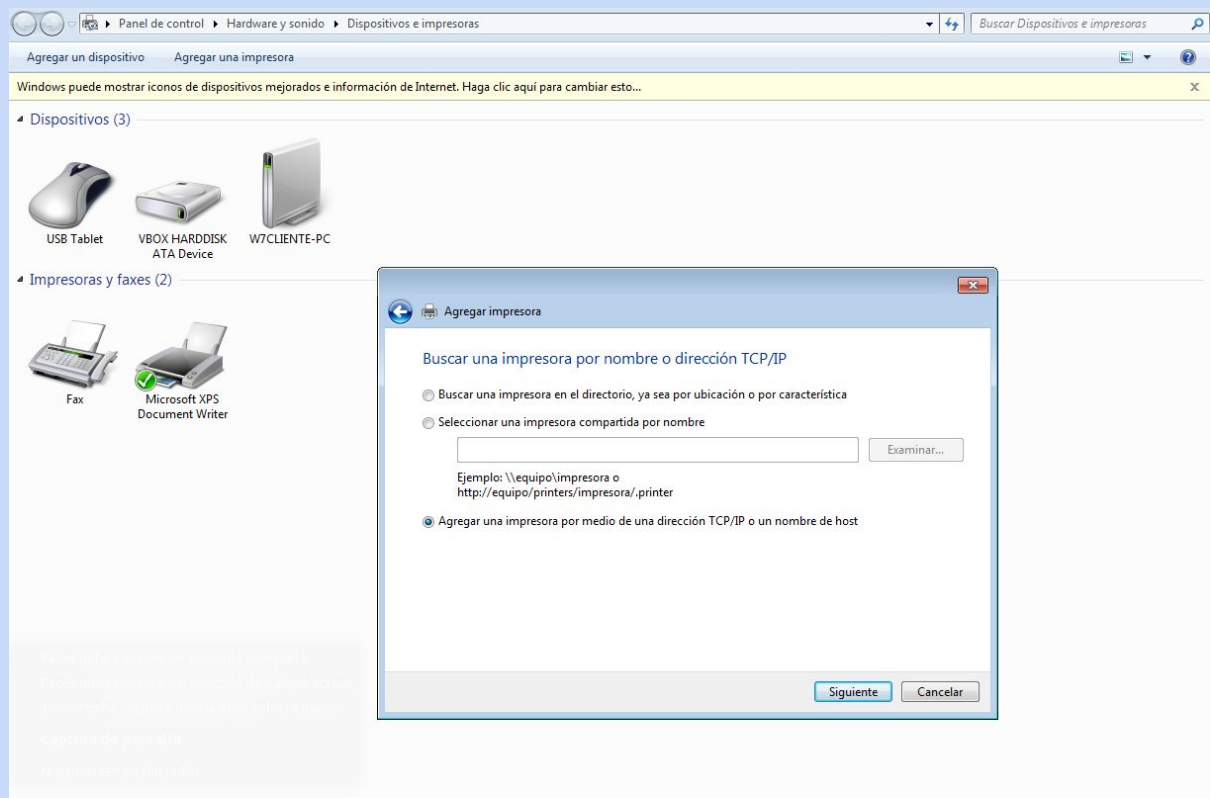 Panel de control ▸ Hardware y sonido ▸ Dispositivos e impresoras
Buscar Dispositivos e impresoras
Agregar un dispositivo Agregar una impresora
Windows puede mostrar iconos de dispositivos mejorados e información de Internet. Haga clic aquí para cambiar esto...
Dispositivos (3)
USB Tablet
VBOX HARDDISK
ATA Device
W7CLIENTE-PC
Impresoras y faxes (2)
Fax
Microsoft XPS
Document Writer
Agregar impresora
Buscar una impresora por nombre o dirección TCP/IP
Buscar una impresora en el directorio, ya sea por ubicación o por característica
Seleccionar una impresora compartida por nombre
Examinar...
Ejemplo: \\equipo\impresora o
http://equipo/printers/impresora/.printer
Agregar una impresora por medio de una dirección TCP/IP o un nombre de host
Siguiente Cancelar
Captura de pantalla